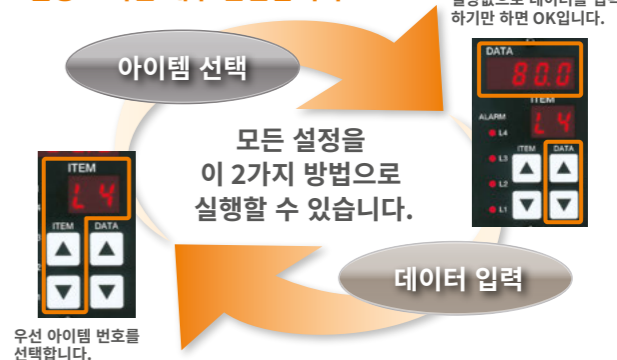 하기만 하면 OK입니다.
DATA
80.0
ITEM
L4
ALARM
L4
ITEM
DATA
L3
L2
L1
아이템 선택
모든 설정을
이 2가지 방법으로
실행할 수 있습니다.
ITEM
L4
ITEM
DATA
데이터 입력
우선 아이템 번호를
선택합니다.